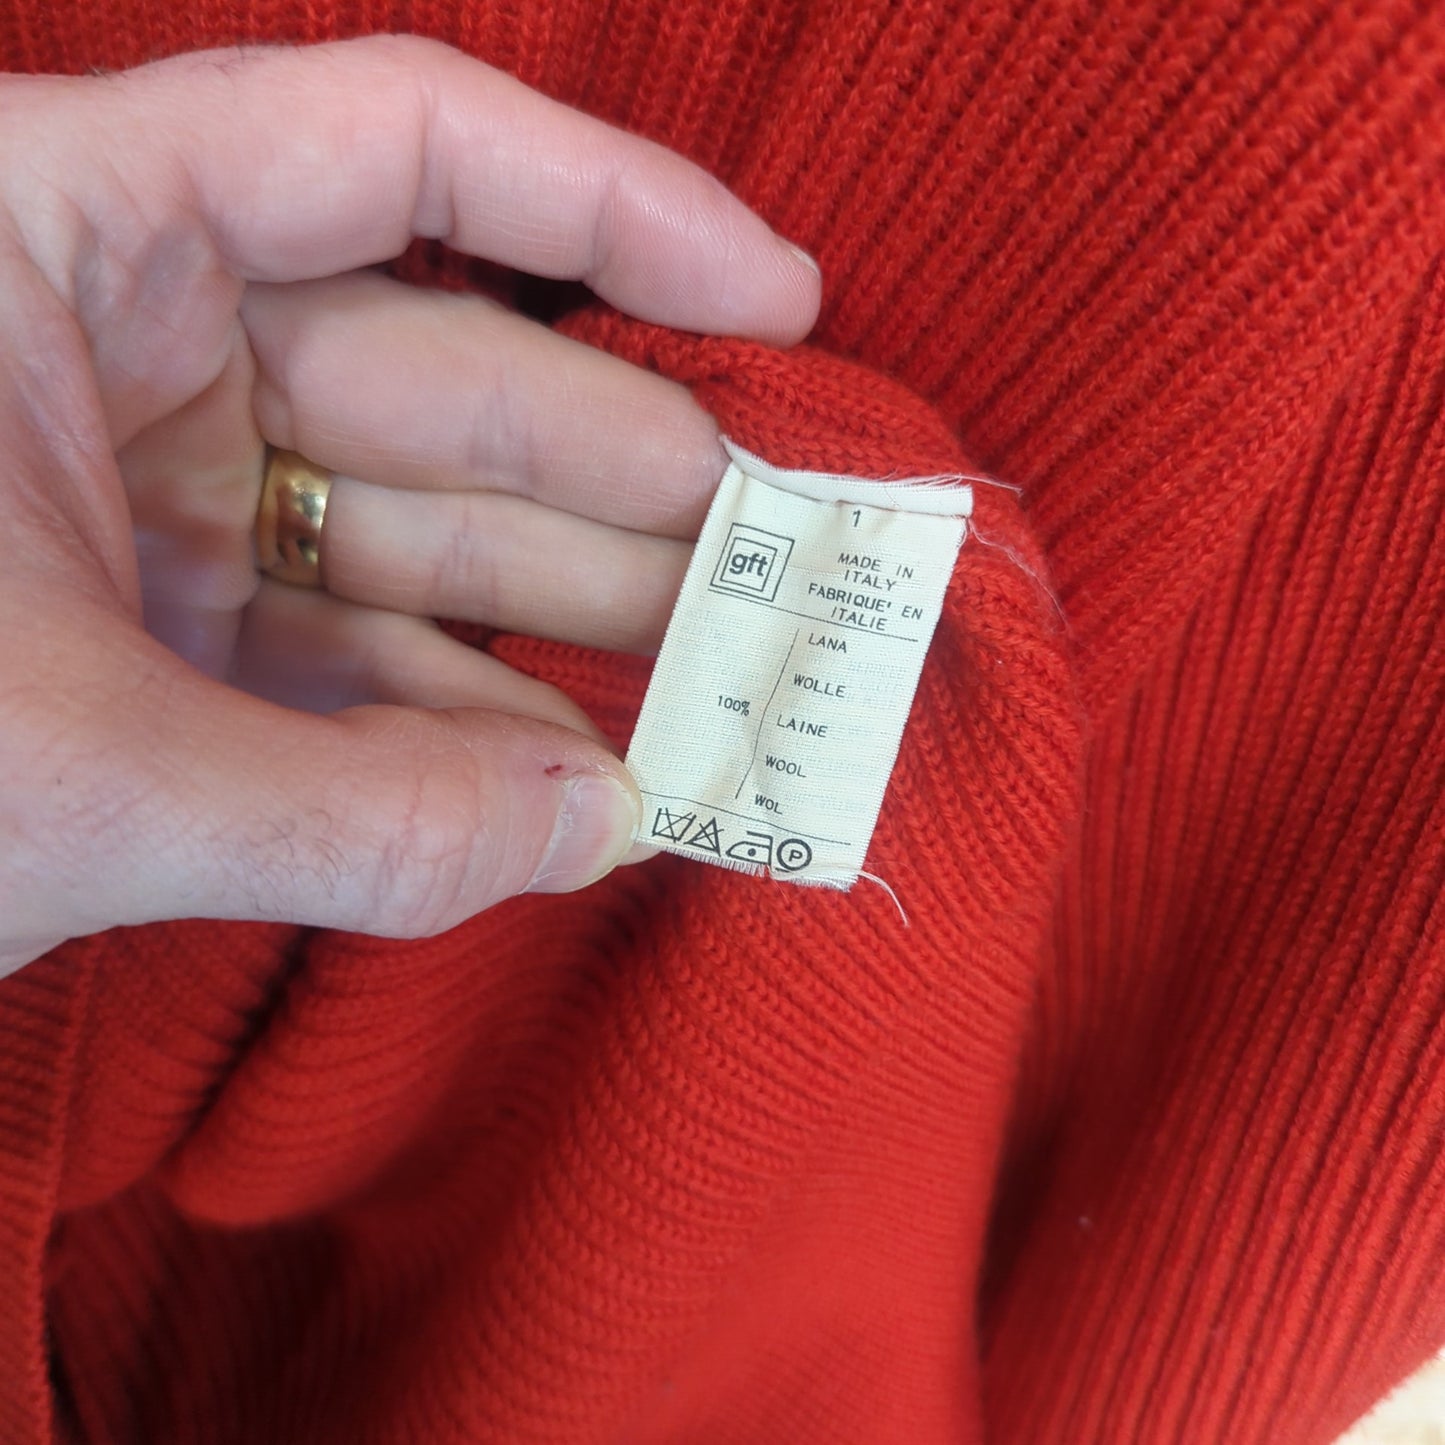 1
gft
MADE IN
ITALY
FABRIQUE' EN
ITALIE
100%
LANA
WOLLE
LAINE
WOOL
WOL
P